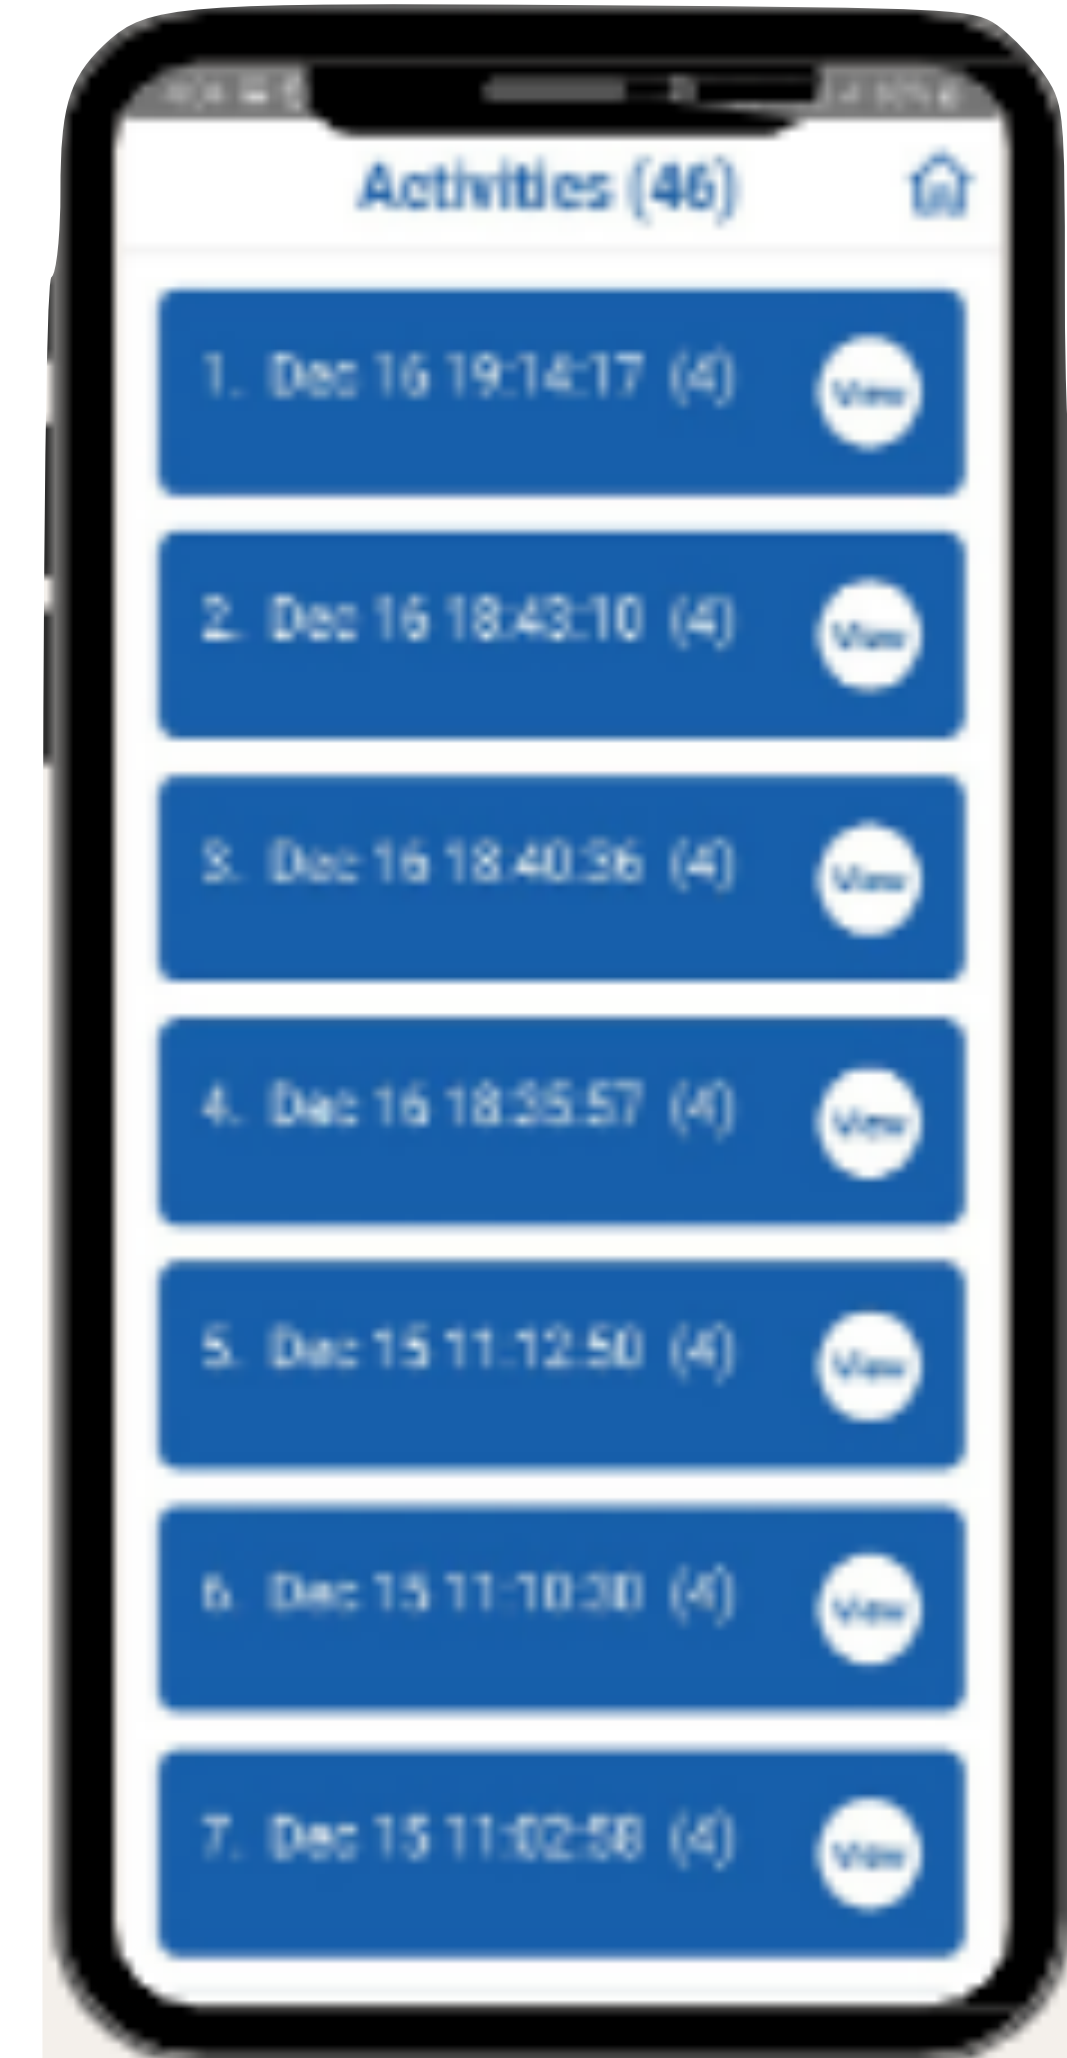 Activities (46)
1. Dec 16 19:14:17 (4) View
2. Dec 16 18:43:10 (4) View
3. Dec 16 18:40:36 (4) View
4. Dec 16 18:35:57 (4) View
5. Dec 15 11:12:50 (4) View
6. Dec 15 11:10:30 (4) View
7. Dec 15 11:02:58 (4) View